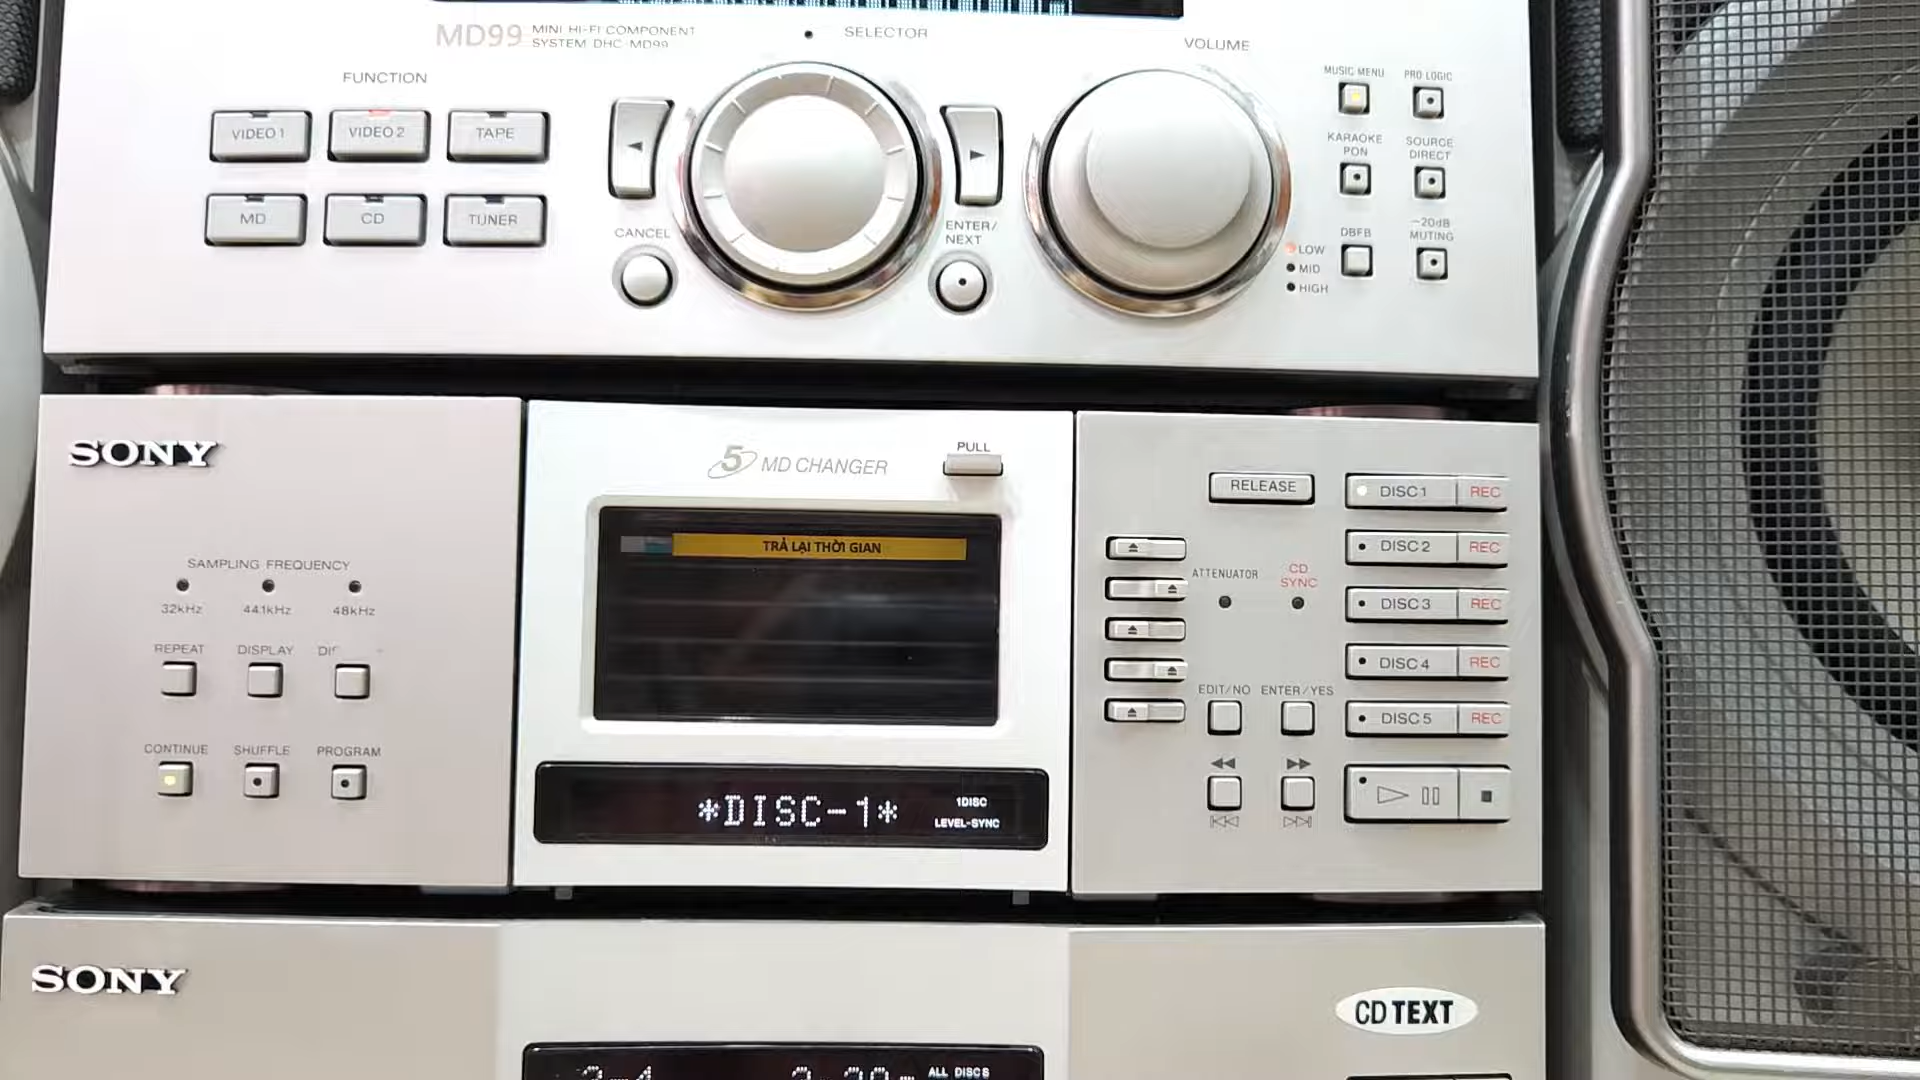 MD99 MINI HI-FI COMPONENT
SYSTEM DHC-MD99
SELECTOR
VOLUME
FUNCTION
VIDEO 1
VIDEO 2
TAPE
MD
CD
TUNER
CANCEL
ENTER/
NEXT
MUSIC MENU
PRO LOGIC
KARAOKE
PON
SOURCE
DIRECT
DBFB
-20dB
MUTING
LOW
MID
HIGH
SONY
SAMPLING FREQUENCY
32kHz
44.1kHz
48kHz
REPEAT
DISPLAY
CONTINUE
SHUFFLE
PROGRAM
5 MD CHANGER
PULL
TRẢ LẠI THỜI GIAN
*DISC-1*
1DISC
LEVEL-SYNC
RELEASE
ATTENUATOR
CD
SYNC
EDIT/NO
ENTER/YES
DISC 1 REC
DISC 2 REC
DISC 3 REC
DISC 4 REC
DISC 5 REC
SONY
CD TEXT
ALL DISCS